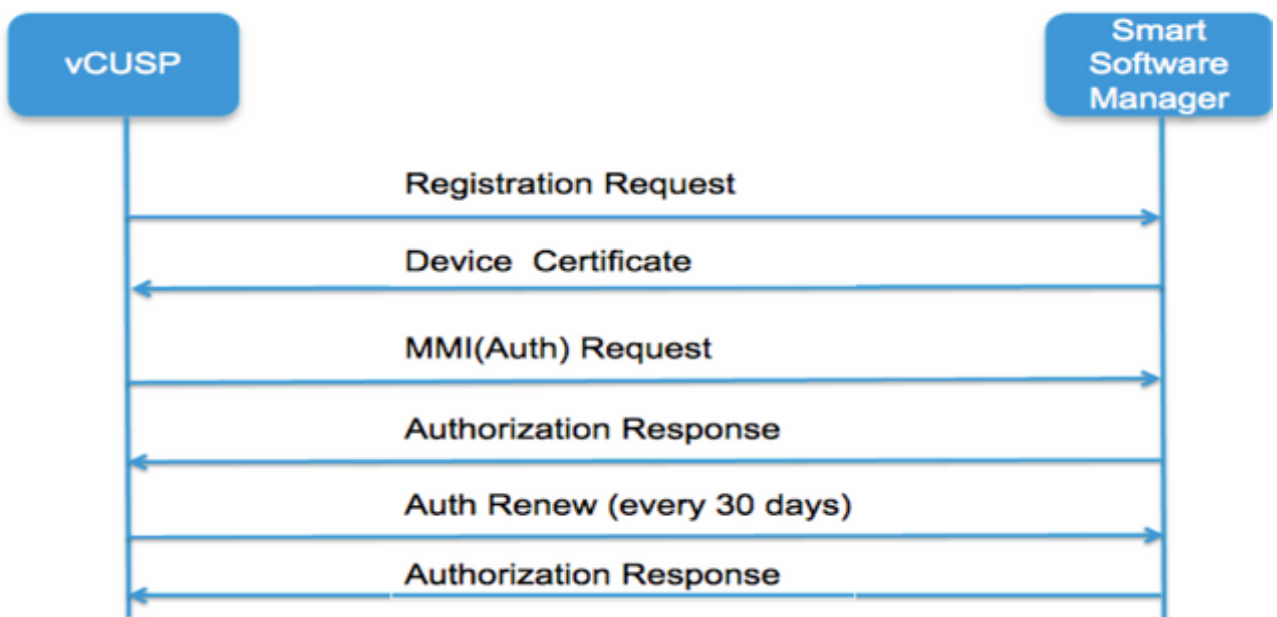 vCUSP
Smart
Software
Manager
Registration Request
Device Certificate
MMI(Auth) Request
Authorization Response
Auth Renew (every 30 days)
Authorization Response